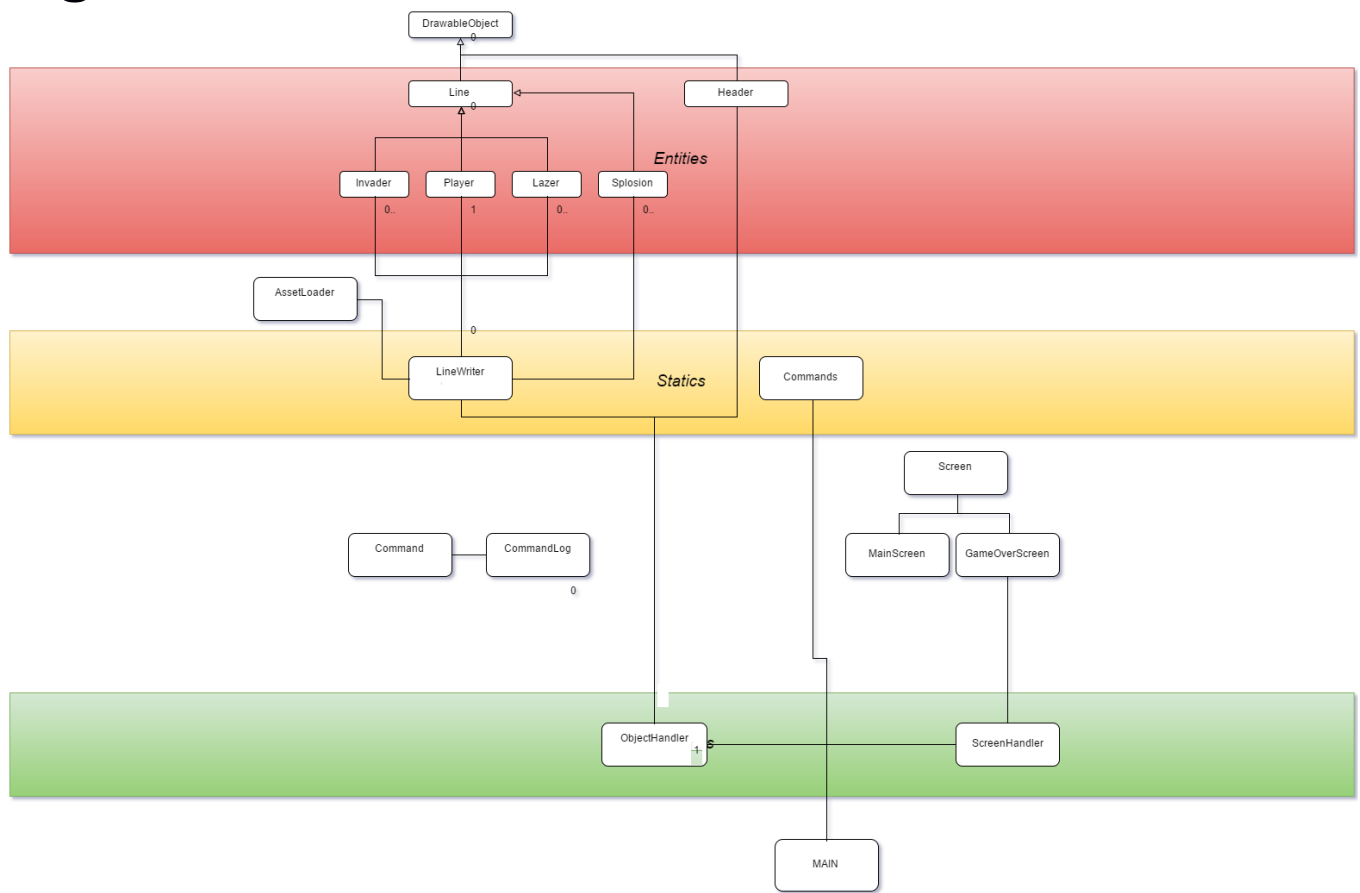 DrawableObject
0
Line
Header
0
Entities
Invader
Player
Lazer
Splosion
0..
1
0..
0..
AssetLoader
0
LineWriter
Statics
Commands
Screen
Command
CommandLog
MainScreen
GameOverScreen
0
ObjectHandler
1
ScreenHandler
MAIN